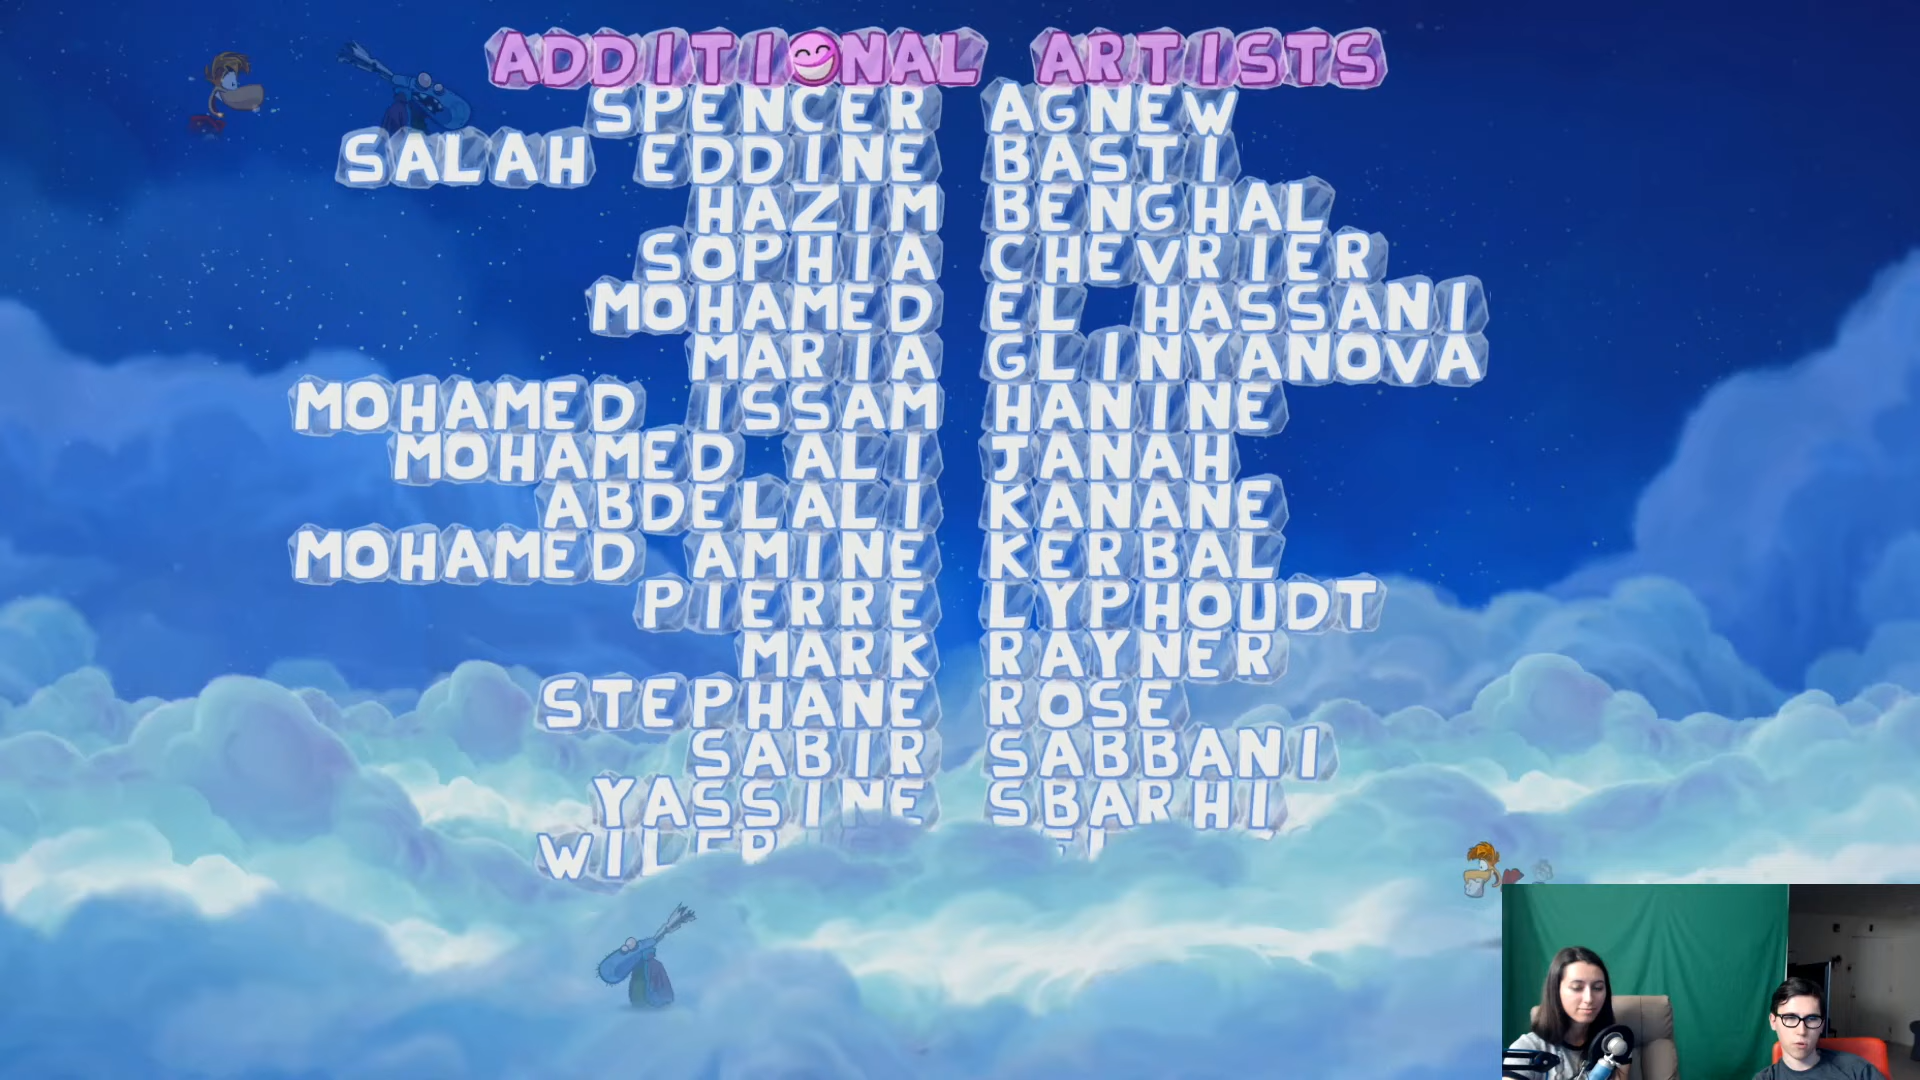 ADDITIONAL ARTISTS
SPENCER AGNEW
SALAH EDDINE BASTI
HAZIM BENGHAL
SOPHIA CHEVRIER
MOHAMED EL HASSANI
MARIA GLINYANOVA
MOHAMED ISSAM HANINE
MOHAMED ALI JANAH
ABDELALI KANANE
MOHAMED AMINE KERBAL
PIERRE LYPHOUDT
MARK RAYNER
STEPHANE ROSE
SABIR SABBANI
YASSINE SBARHI